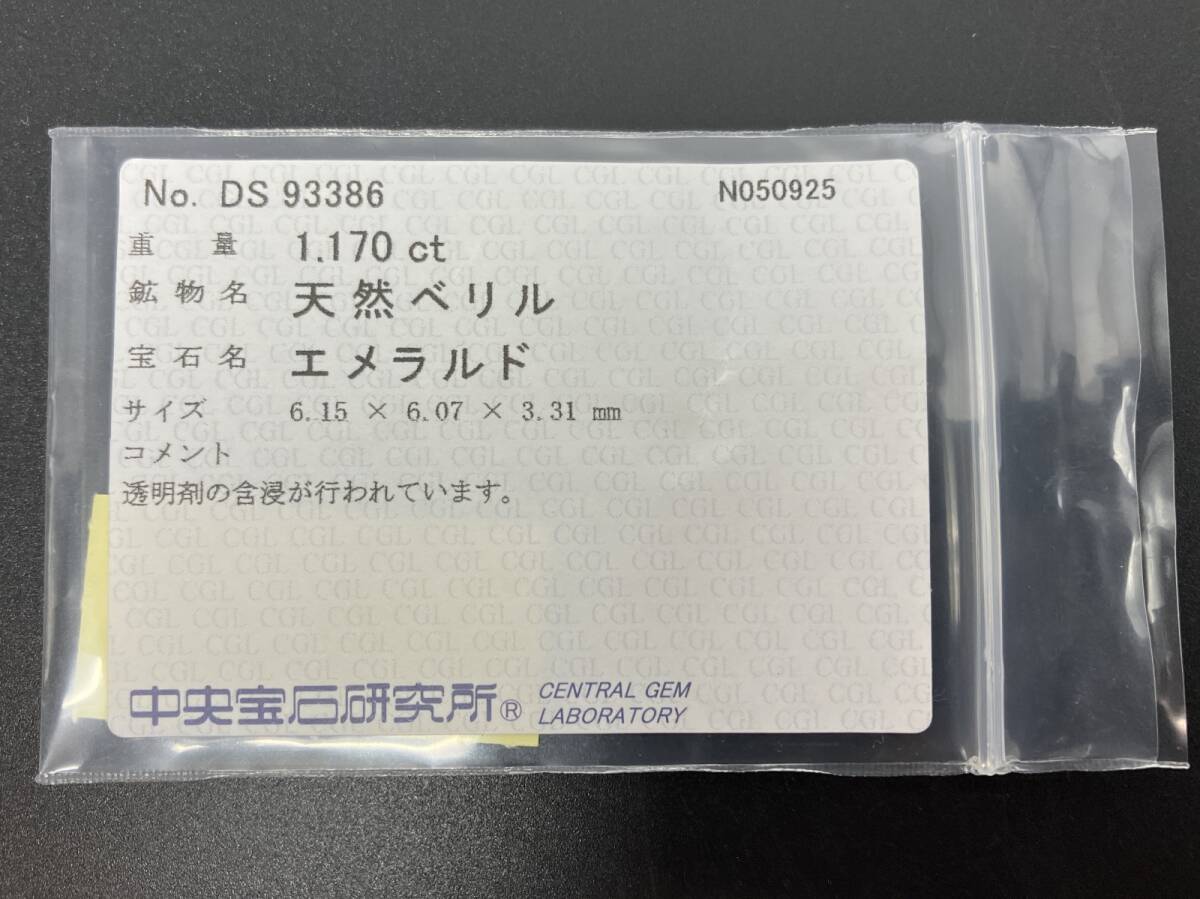 No. DS 93386 N050925
重量 1.170 ct
鉱物名 天然ベリル
宝石名 エメラルド
サイズ 6.15 × 6.07 × 3.31 mm
コメント
透明剤の含浸が行われています。
中央宝石研究所® CENTRAL GEM
LABORATORY